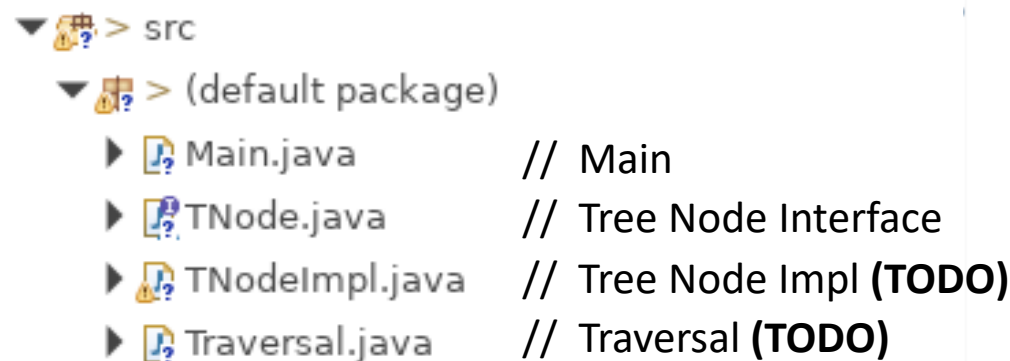 > src
> (default package)
Main.java // Main
TNode.java // Tree Node Interface
TNodeImpl.java // Tree Node Impl (TODO)
Traversal.java // Traversal (TODO)